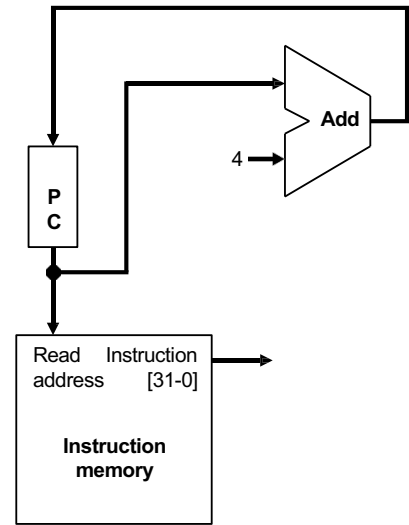 Add
4
P
C
Read Instruction
address [31-0]
Instruction
memory